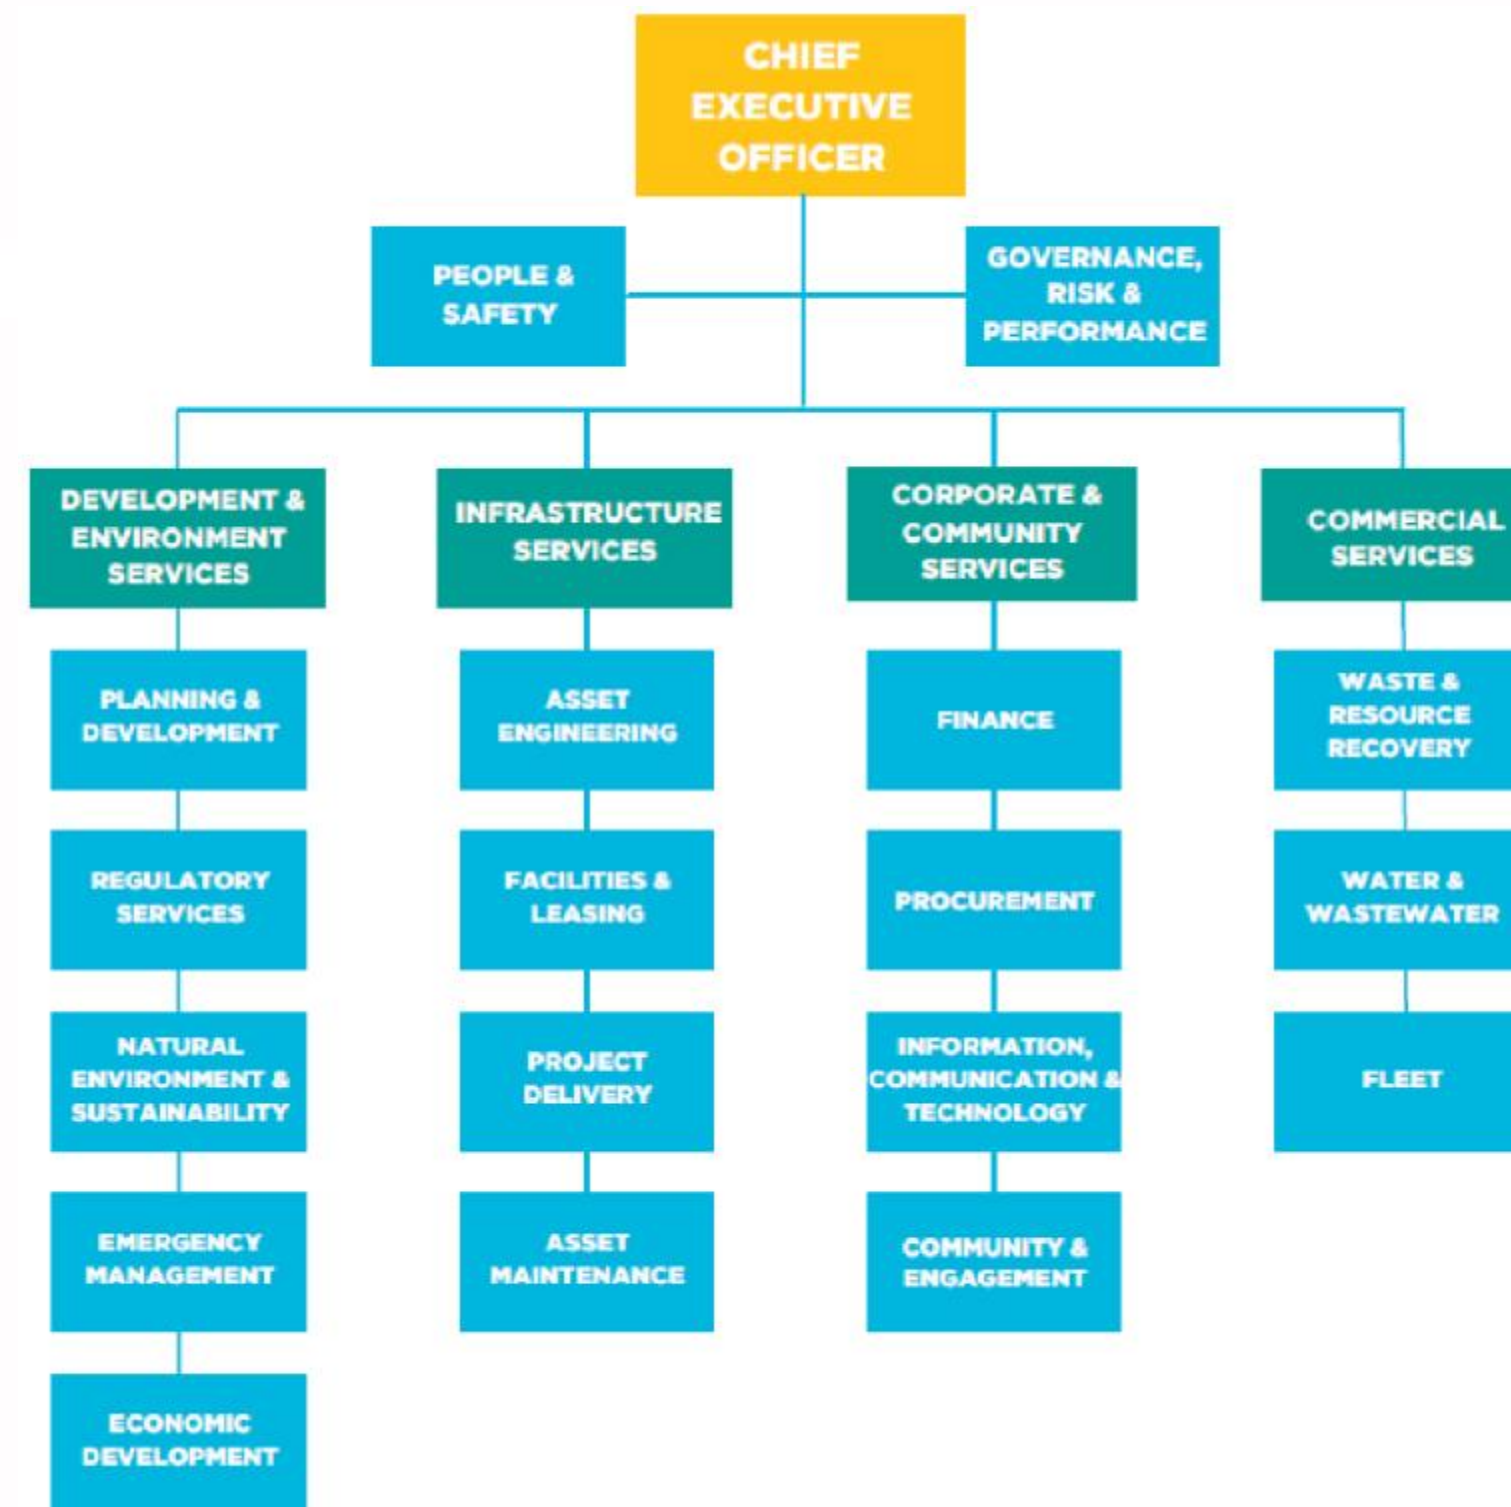 CHIEF
EXECUTIVE
OFFICER
PEOPLE &
SAFETY
GOVERNANCE,
RISK &
PERFORMANCE
DEVELOPMENT &
ENVIRONMENT
SERVICES
INFRASTRUCTURE
SERVICES
CORPORATE &
COMMUNITY
SERVICES
COMMERCIAL
SERVICES
PLANNING &
DEVELOPMENT
ASSET
ENGINEERING
FINANCE
WASTE &
RESOURCE
RECOVERY
REGULATORY
SERVICES
FACILITIES &
LEASING
PROCUREMENT
WATER &
WASTEWATER
NATURAL
ENVIRONMENT &
SUSTAINABILITY
PROJECT
DELIVERY
INFORMATION,
COMMUNICATION &
TECHNOLOGY
FLEET
EMERGENCY
MANAGEMENT
ASSET
MAINTENANCE
COMMUNITY &
ENGAGEMENT
ECONOMIC
DEVELOPMENT